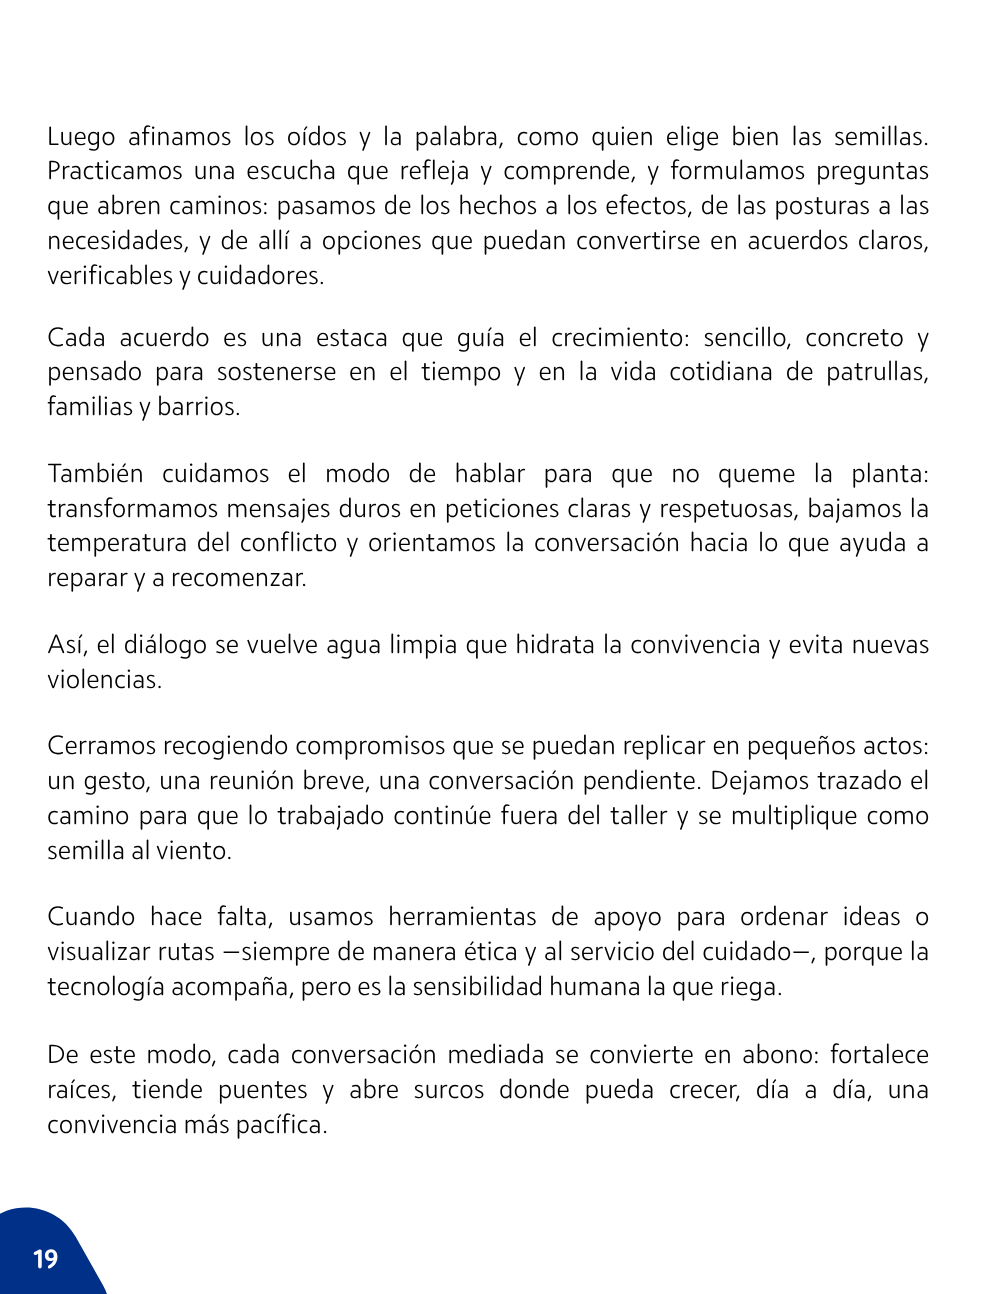 Luego afinamos los oídos y la palabra, como quien elige bien las semillas.
Practicamos una escucha que refleja y comprende, y formulamos preguntas
que abren caminos: pasamos de los hechos a los efectos, de las posturas a las
necesidades, y de allí a opciones que puedan convertirse en acuerdos claros,
verificables y cuidadores.
Cada acuerdo es una estaca que guía el crecimiento: sencillo, concreto y
pensado para sostenerse en el tiempo y en la vida cotidiana de patrullas,
familias y barrios.
También cuidamos el modo de hablar para que no queme la planta:
transformamos mensajes duros en peticiones claras y respetuosas, bajamos la
temperatura del conflicto y orientamos la conversación hacia lo que ayuda a
reparar y a recomenzar.
Así, el diálogo se vuelve agua limpia que hidrata la convivencia y evita nuevas
violencias.
Cerramos recogiendo compromisos que se puedan replicar en pequeños actos:
un gesto, una reunión breve, una conversación pendiente. Dejamos trazado el
camino para que lo trabajado continúe fuera del taller y se multiplique como
semilla al viento.
Cuando hace falta, usamos herramientas de apoyo para ordenar ideas o
visualizar rutas —siempre de manera ética y al servicio del cuidado—, porque la
tecnología acompaña, pero es la sensibilidad humana la que riega.
De este modo, cada conversación mediada se convierte en abono: fortalece
raíces, tiende puentes y abre surcos donde pueda crecer, día a día, una
convivencia más pacífica.
19